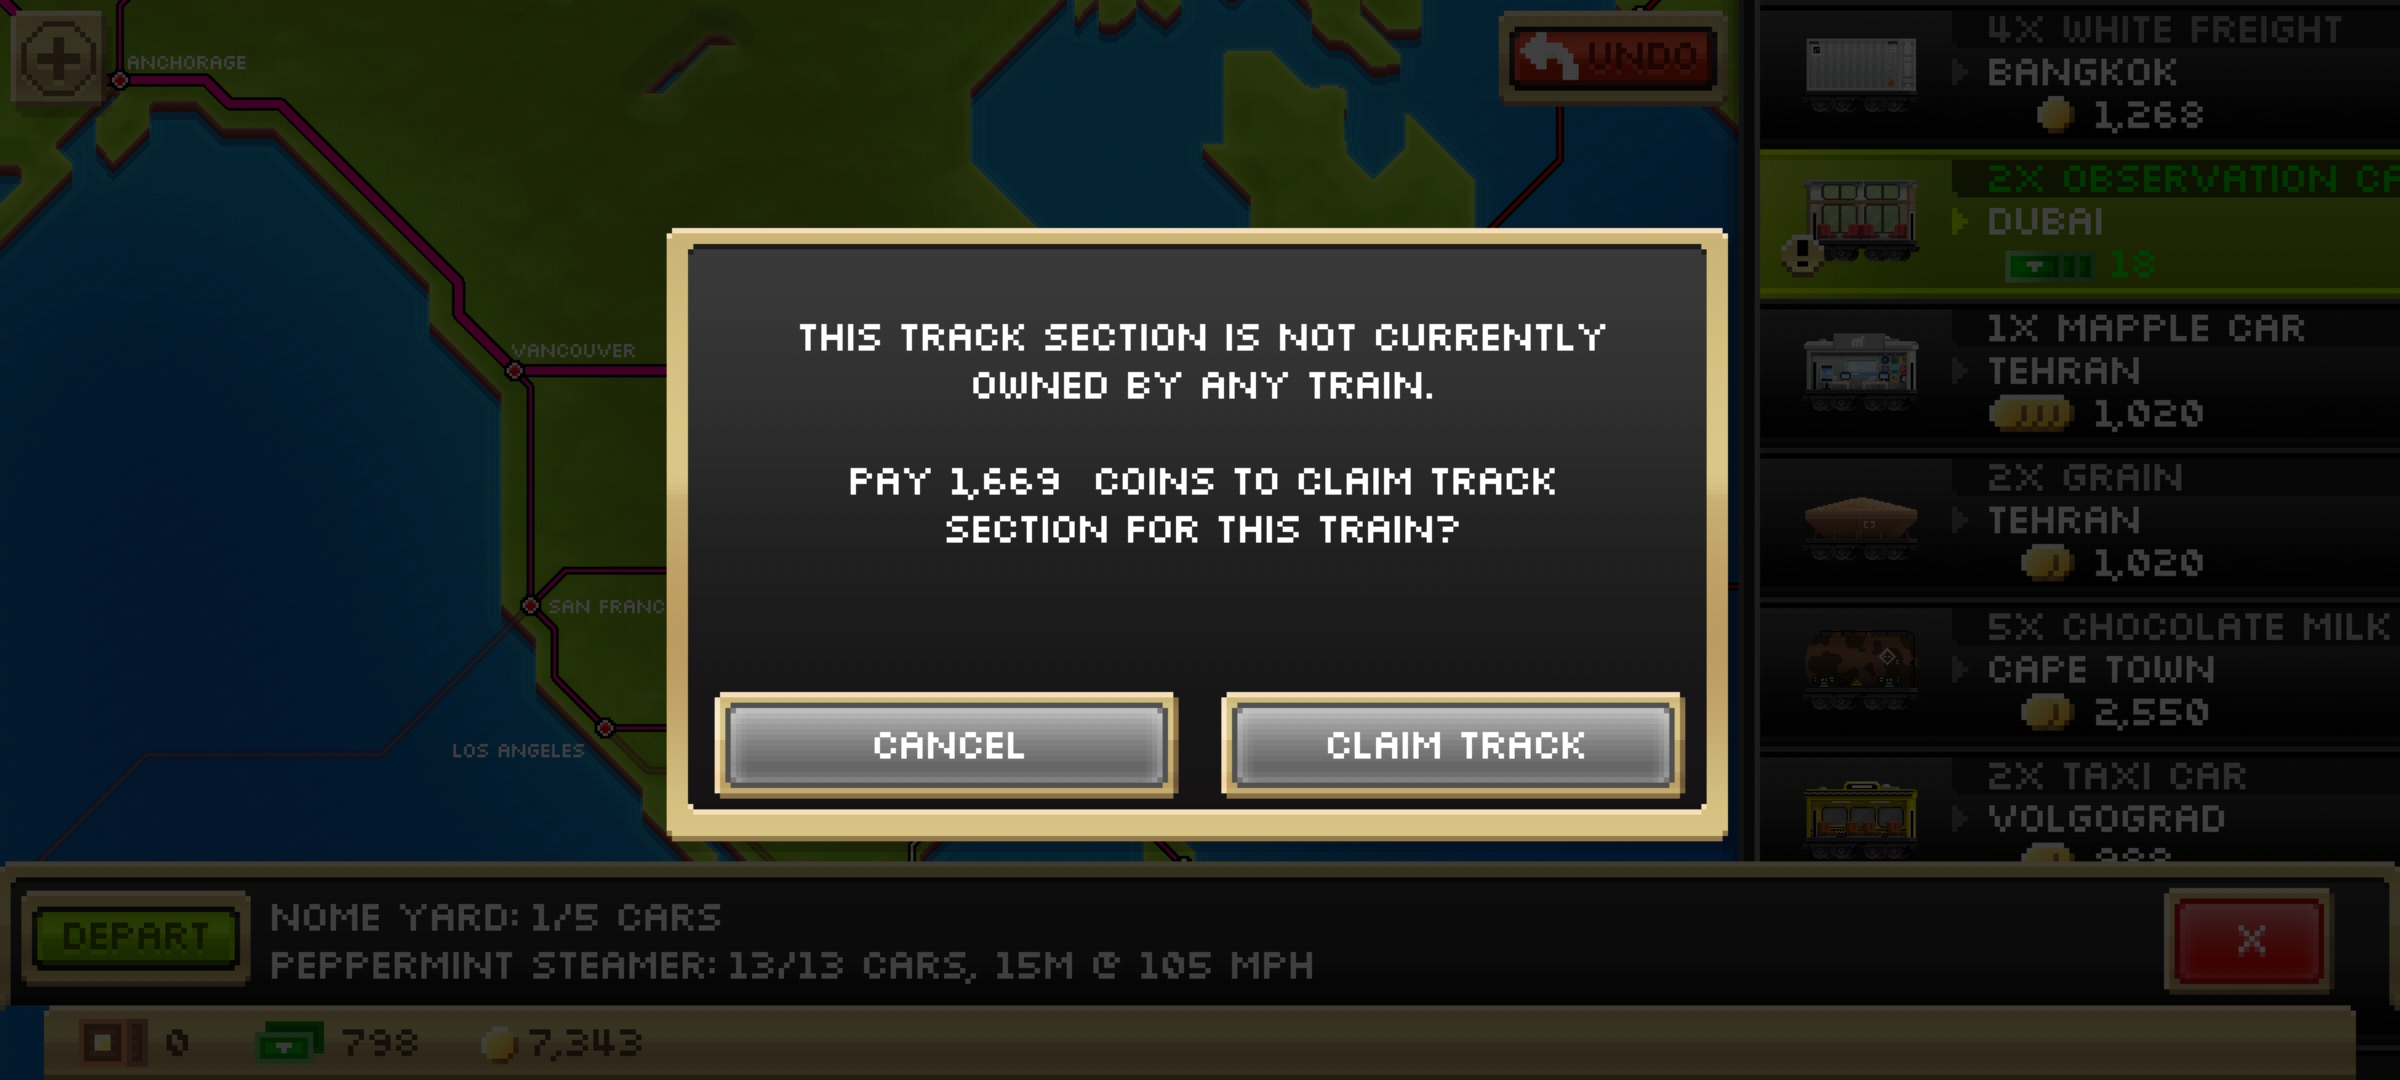 ANCHORAGE
UNDO
VANCOUVER
SAN FRANC
LOS ANGELES
4X WHITE FREIGHT
BANGKOK
1,268
2X OBSERVATION CA
DUBAI
18
1X MAPPLE CAR
TEHRAN
1,020
2X GRAIN
TEHRAN
1,020
5X CHOCOLATE MILK
CAPE TOWN
2,550
2X TAXI CAR
VOLGOGRAD
THIS TRACK SECTION IS NOT CURRENTLY
OWNED BY ANY TRAIN.
PAY 1,669 COINS TO CLAIM TRACK
SECTION FOR THIS TRAIN?
CANCEL
CLAIM TRACK
DEPART
NOME YARD: 1/5 CARS
PEPPERMINT STEAMER: 13/13 CARS, 15M @ 105 MPH
X
0
798
7,343